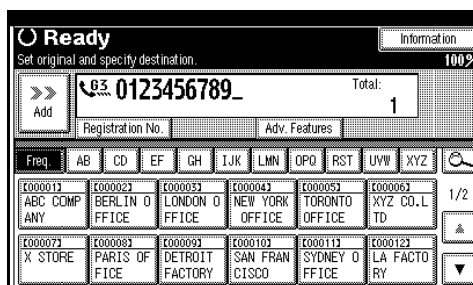 Ready
Information
Set original and specify destination.
100%
Add
G3 0123456789_
Total:
1
Registration No.
Adv. Features
Freq. AB CD EF GH IJK LMN OPQ RST UVW XYZ
[00001] [00002] [00003] [00004] [00005] [00006]
ABC COMP BERLIN O LONDON O NEW YORK TORONTO XYZ CO.L
ANY FFICE FFICE OFFICE OFFICE TD
1/2
[00007] [00008] [00009] [00010] [00011] [00012]
X STORE PARIS OF DETROIT SAN FRAN SYDNEY O LA FACTO
FICE FACTORY CISCO FFICE RY